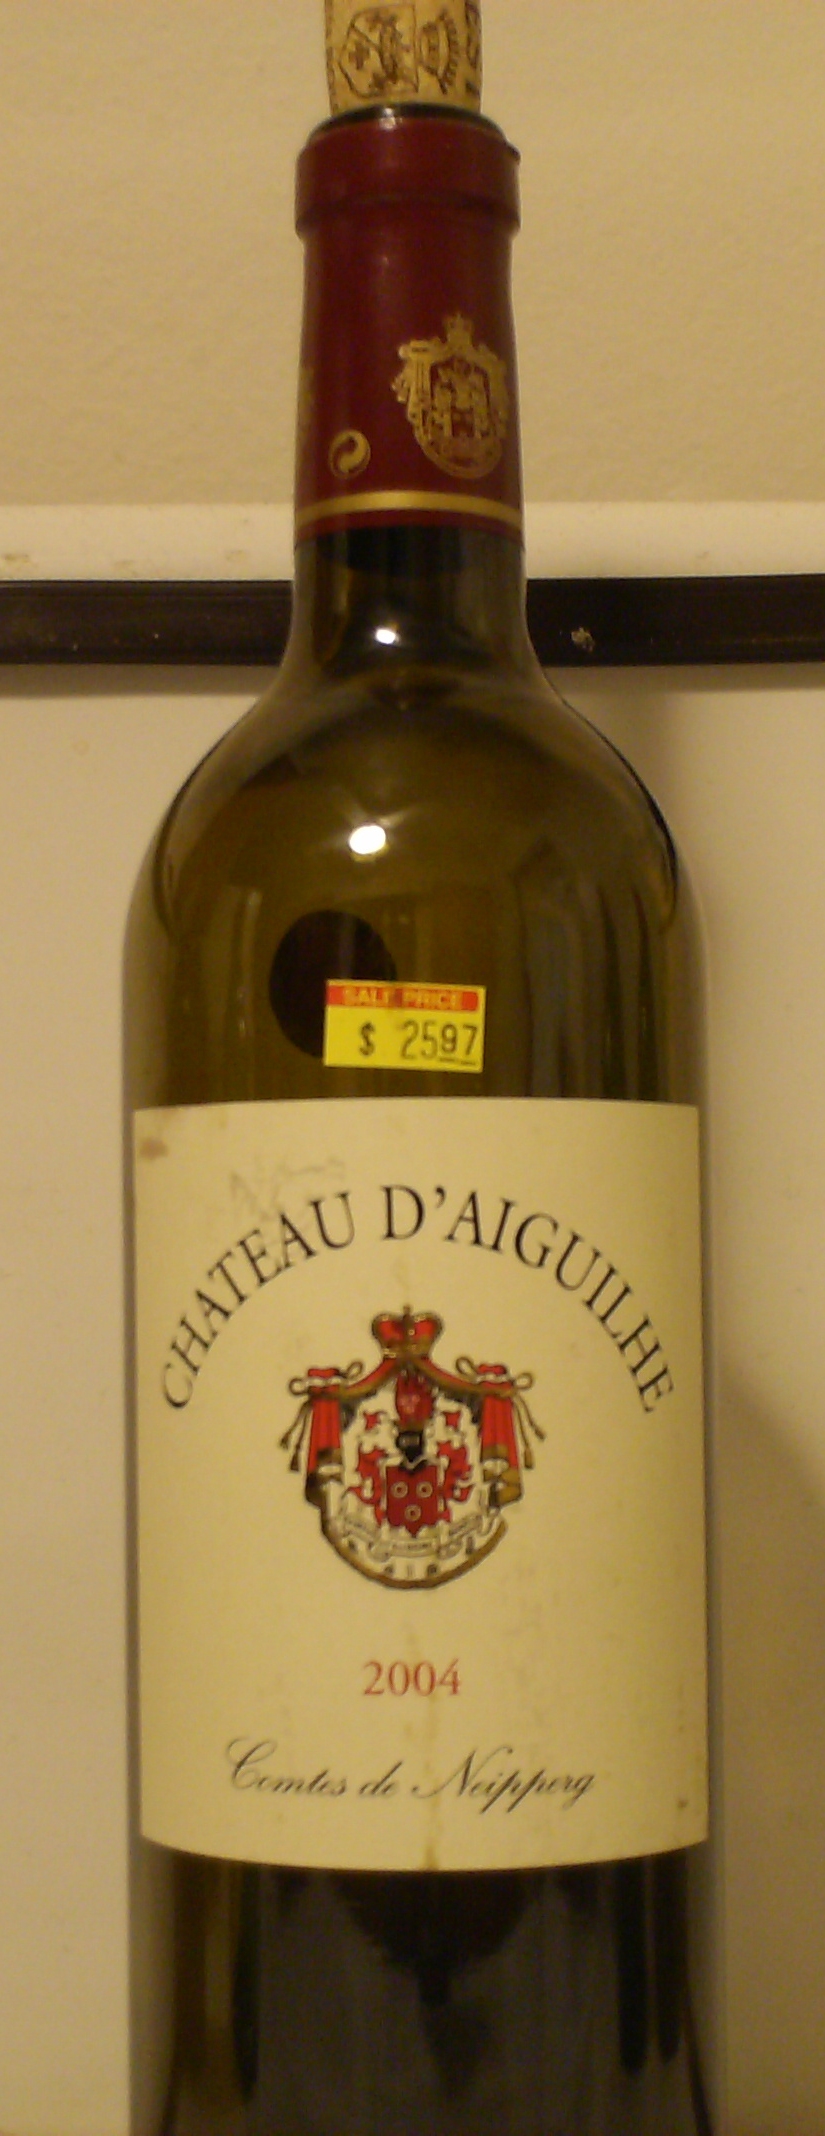 SALE PRICE
$ 2597
CHATEAU D'AIGUILHE
2004
Comtes de Neipperg